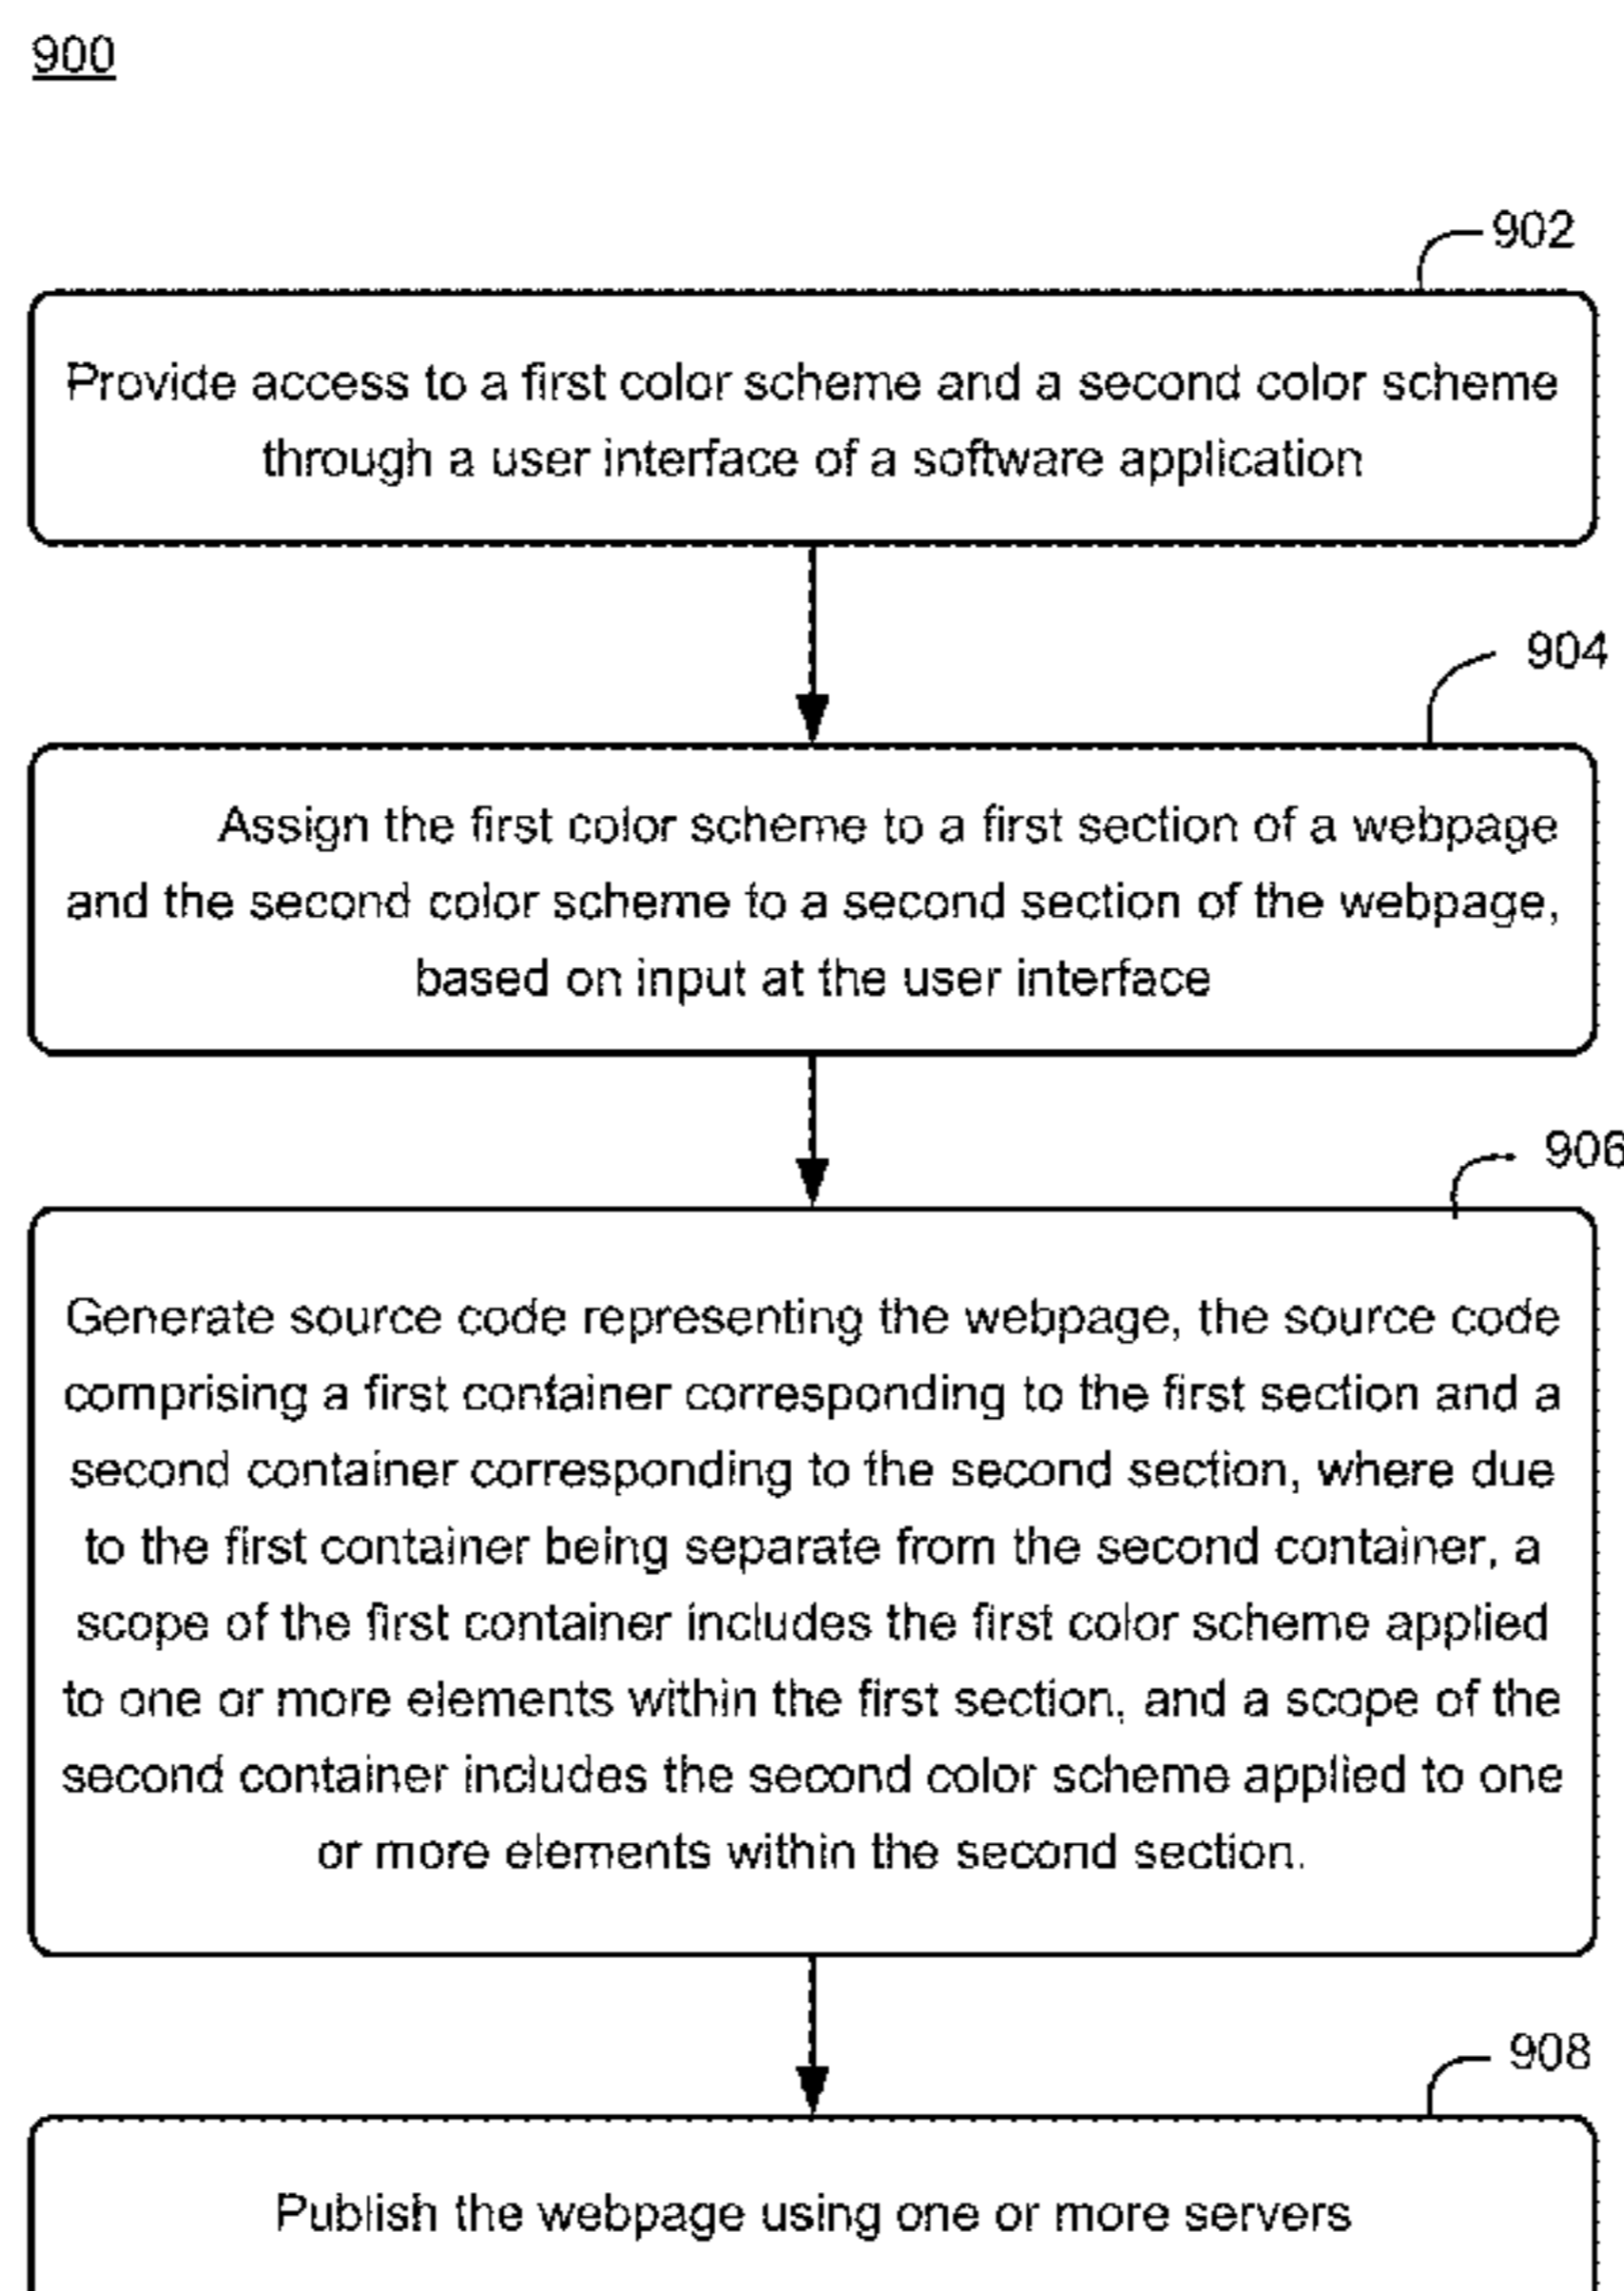 900
902
Provide access to a first color scheme and a second color scheme
through a user interface of a software application
904
Assign the first color scheme to a first section of a webpage
and the second color scheme to a second section of the webpage,
based on input at the user interface
906
Generate source code representing the webpage, the source code
comprising a first container corresponding to the first section and a
second container corresponding to the second section, where due
to the first container being separate from the second container, a
scope of the first container includes the first color scheme applied
to one or more elements within the first section, and a scope of the
second container includes the second color scheme applied to one
or more elements within the second section.
908
Publish the webpage using one or more servers